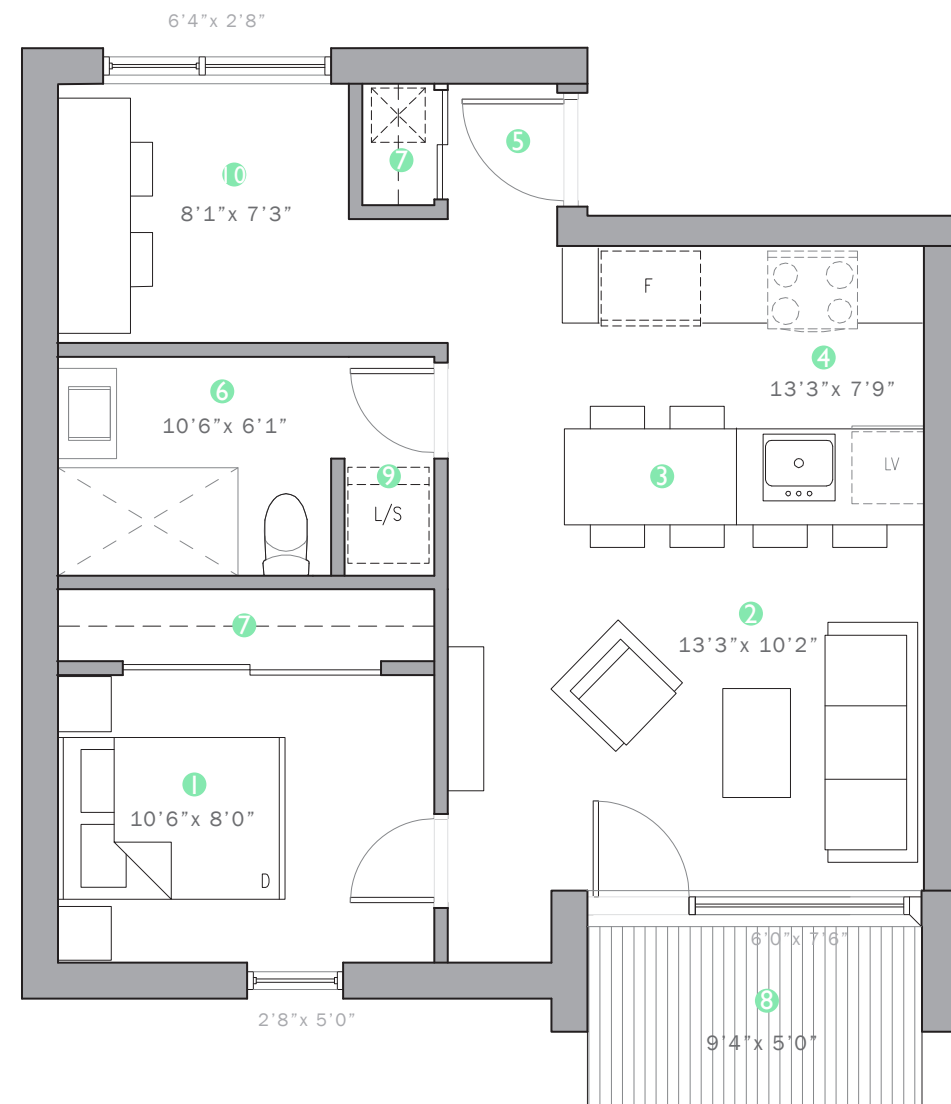 6’4”x 2’8”
5
7
10
8’1”x 7’3”
F
4
13’3”x 7’9”
6
10’6”x 6’1”
9
L/S
3
LV
7
2
13’3”x 10’2”
1
10’6”x 8’0”
D
6’0”x 7’6”
8
9’4”x 5’0”
2’8”x 5’0”